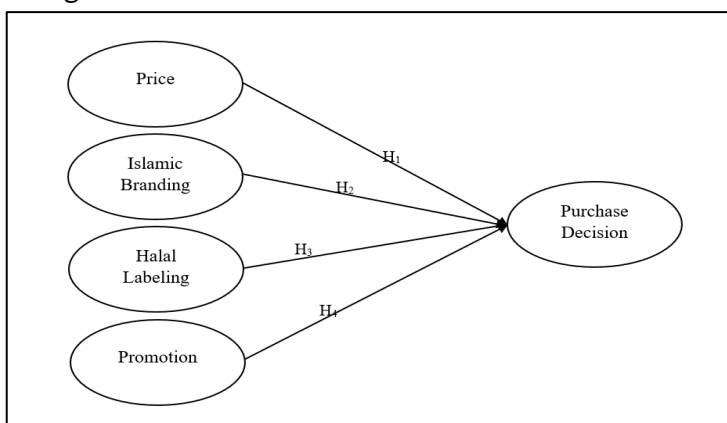 Price
H₁
Islamic
Branding
H₂
Purchase
Decision
Halal
Labeling
H₃
H₄
Promotion